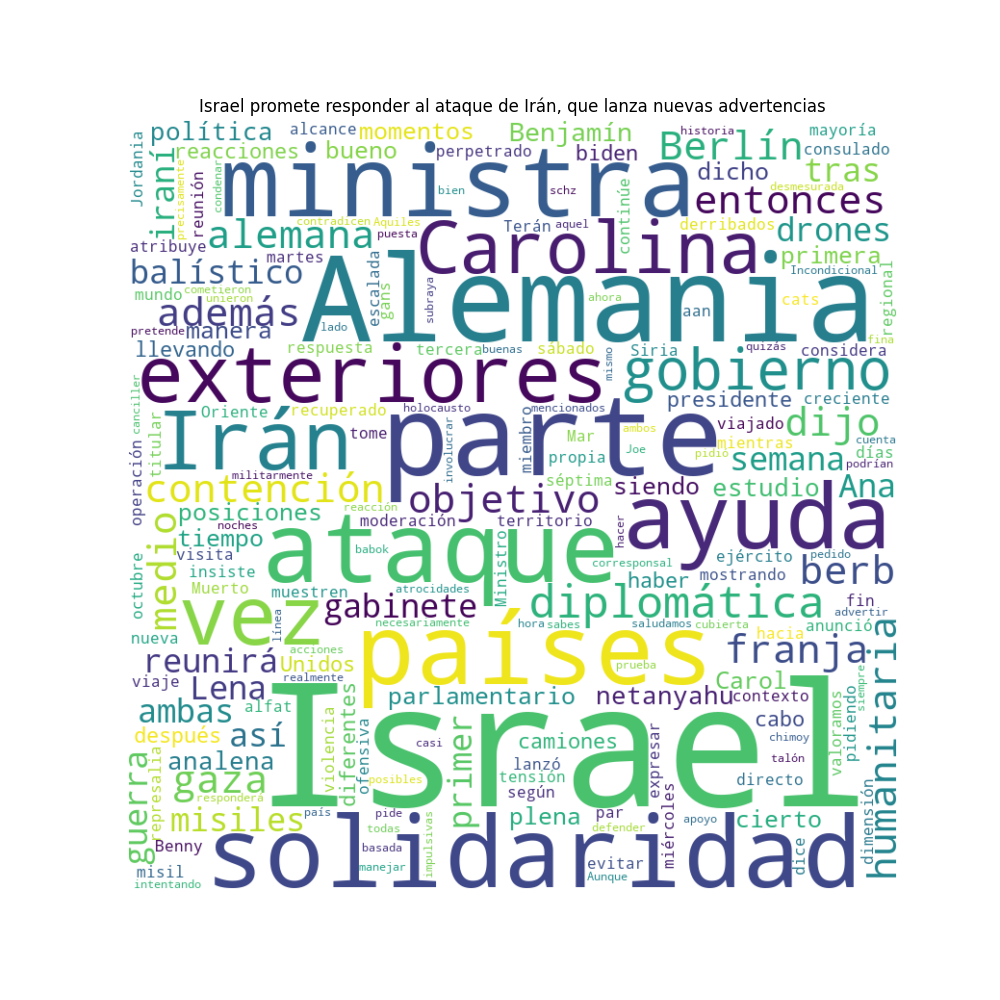 Israel promete responder al ataque de Irán, que lanza nuevas advertencias
Jordania
política
alcance
momentos
Benjamín
historia
mayoría
iraní
reacciones
bueno
perpetrado
biden
Berlín
consulado
precisamente
reunión
condenar
ministra
bien
schz
dicho
tras
desmesurada
entonces
continúe
contradicen
Aquiles
Terán
aquel
derribados
drones
alemana
puesta
Carolina
atribuye
martes
primera
balístico
escalada
Alemania
Incondicional
regional
mundo
cometieron
unieron
gans
subraya
ahora
cats
además
aan
pretende
manera
lado
fina
llevando
respuesta
tercera
buenas
sábado
mismo
Siria
quizás
considera
exteriores
gobierno
canciller
presidente
creciente
Oriente
recuperado
holocausto
mencionados
Irán
parte
tome
involucrar
miembro
Mar
ambos
Joe
viajado
dijo
titular
propia
mientras
pidió
cuenta
días
operación
militarmente
semana
podrían
contención
séptima
siendo
estudio
Ana
objetivo
ayuda
posiciones
reacción
noches
moderación
territorio
hacer
medio
tiempo
ataque
visita
babok
Ministro
corresponsal
ejército
pedido
octubre
insiste
haber
mostrando
berb
Muerto
muestren
atrocidades
vez
gabinete
diplomática
fin
advertir
nueva
línea
necesariamente
hora
sabes
saludamos
cubierta
hacia
anunció
países
reunirá
acciones
Unidos
franja
humanitaria
viaje
Lena
realmente
prueba
Carol
siempre
parlamentario
netanyahu
contexto
ambas
alfat
Israel
cabo
valoramos
pidiendo
después
así
violencia
diferentes
ofensiva
casi
primer
camiones
chimoy
guerra
represalia
analena
lanzó
tensión
expresar
talón
gaza
posibles
según
directo
dimensión
responderá
misiles
país
pide
plena
par
miércoles
apoyo
cierto
todas
impulsivas
defender
Benny
basada
solidaridad
misil
manejar
evitar
dice
intentando
Aunque